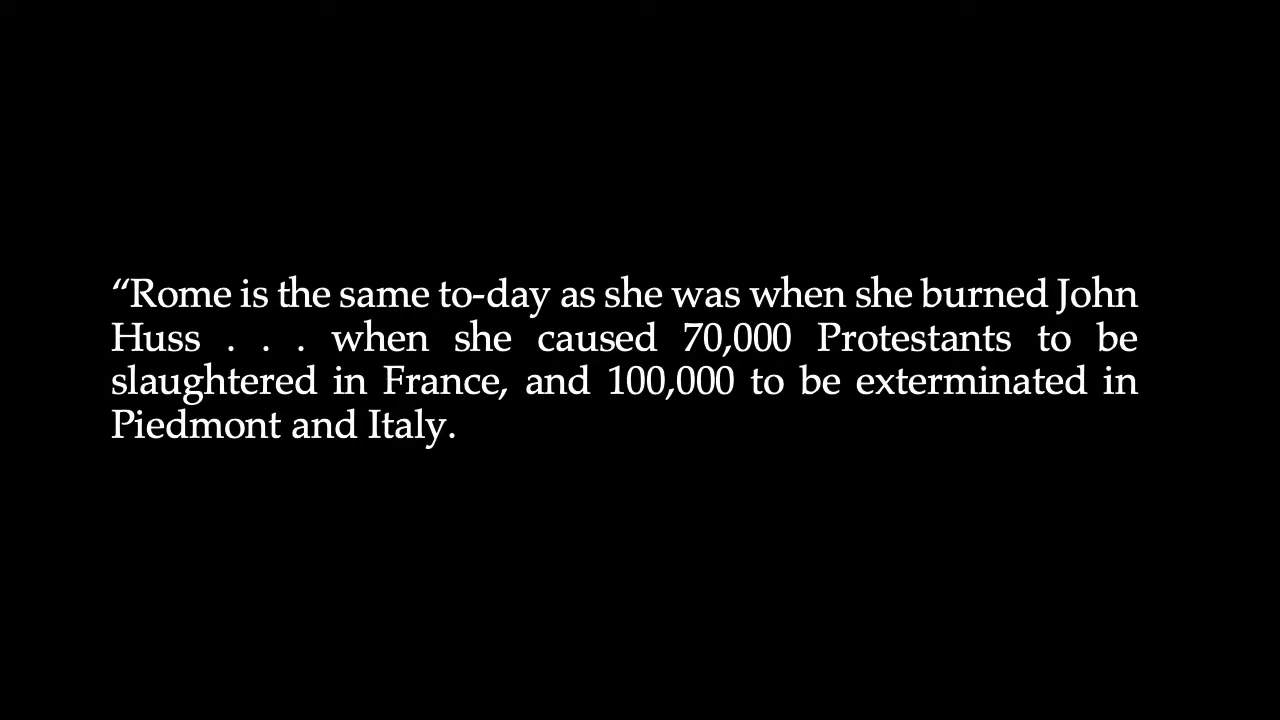 “Rome is the same to-day as she was when she burned John
Huss . . . when she caused 70,000 Protestants to be
slaughtered in France, and 100,000 to be exterminated in
Piedmont and Italy.